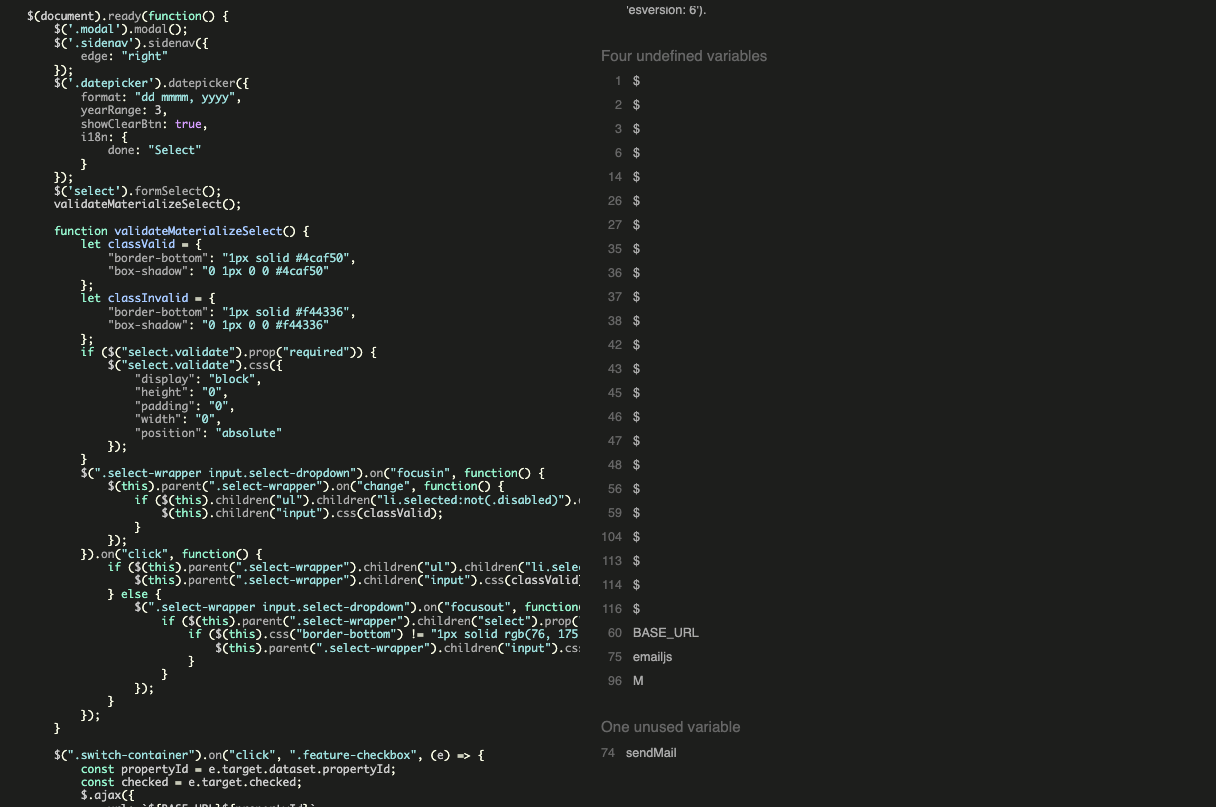 $(document).ready(function() {
$('.modal').modal();
$('.sidenav').sidenav({
edge: "right"
});
$('.datepicker').datepicker({
format: "dd mmmm, yyyy",
yearRange: 3,
showClearBtn: true,
i18n: {
done: "Select"
}
});
$('select').formSelect();
validateMaterializeSelect();
function validateMaterializeSelect() {
let classValid = {
"border-bottom": "1px solid #4caf50",
"box-shadow": "0 1px 0 0 #4caf50"
};
let classInvalid = {
"border-bottom": "1px solid #f44336",
"box-shadow": "0 1px 0 0 #f44336"
};
if ($("select.validate").prop("required")) {
$("select.validate").css({
"display": "block",
"height": "0",
"padding": "0",
"width": "0",
"position": "absolute"
});
}
$(".select-wrapper input.select-dropdown").on("focusin", function() {
$(this).parent(".select-wrapper").on("change", function() {
if ($(this).children("ul").children("li.selected:not(.disabled)").
$(this).children("input").css(classValid);
}
});
}).on("click", function() {
if ($(this).parent(".select-wrapper").children("ul").children("li.sele
$(this).parent(".select-wrapper").children("input").css(classValid
} else {
$(".select-wrapper input.select-dropdown").on("focusout", function
if ($(this).parent(".select-wrapper").children("select").prop(
if ($(this).css("border-bottom") != "1px solid rgb(76, 175
$(this).parent(".select-wrapper").children("input").cs
}
}
});
}
});
}
$(".switch-container").on("click", ".feature-checkbox", (e) => {
const propertyId = e.target.dataset.propertyId;
const checked = e.target.checked;
$.ajax({
'esversion: 6').
Four undefined variables
1 $
2 $
3 $
6 $
14 $
26 $
27 $
35 $
36 $
37 $
38 $
42 $
43 $
45 $
46 $
47 $
48 $
56 $
59 $
104 $
113 $
114 $
116 $
60 BASE_URL
75 emailjs
96 M
One unused variable
74 sendMail